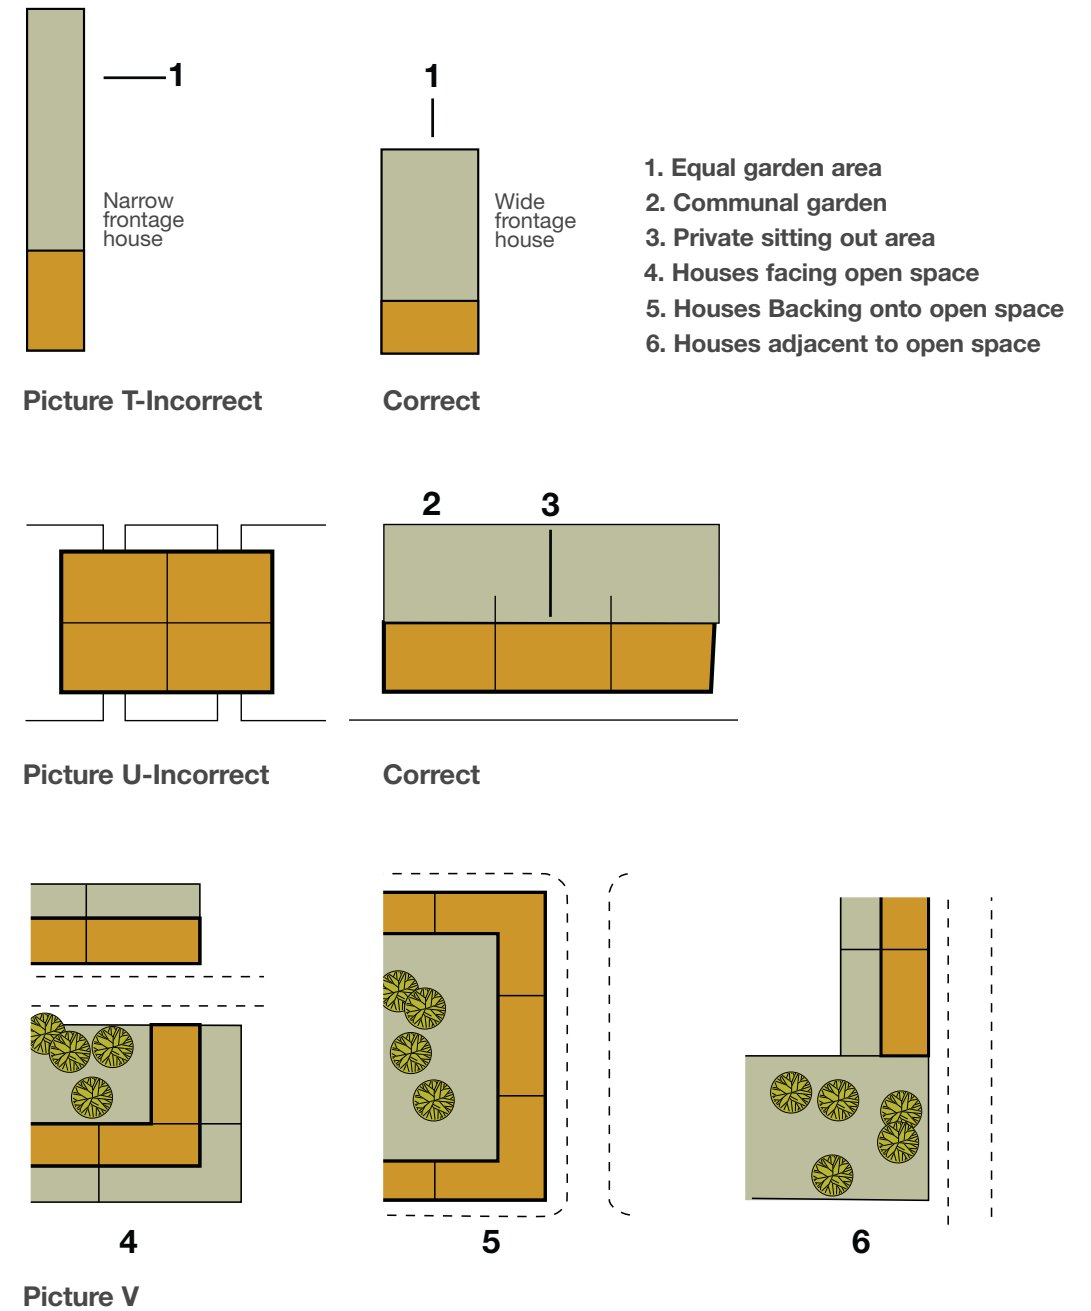 1
1
Narrow
frontage
house
Wide
frontage
house
1. Equal garden area
2. Communal garden
3. Private sitting out area
4. Houses facing open space
5. Houses Backing onto open space
6. Houses adjacent to open space
Picture T-Incorrect
Correct
2
3
Picture U-Incorrect
Correct
4
5
6
Picture V